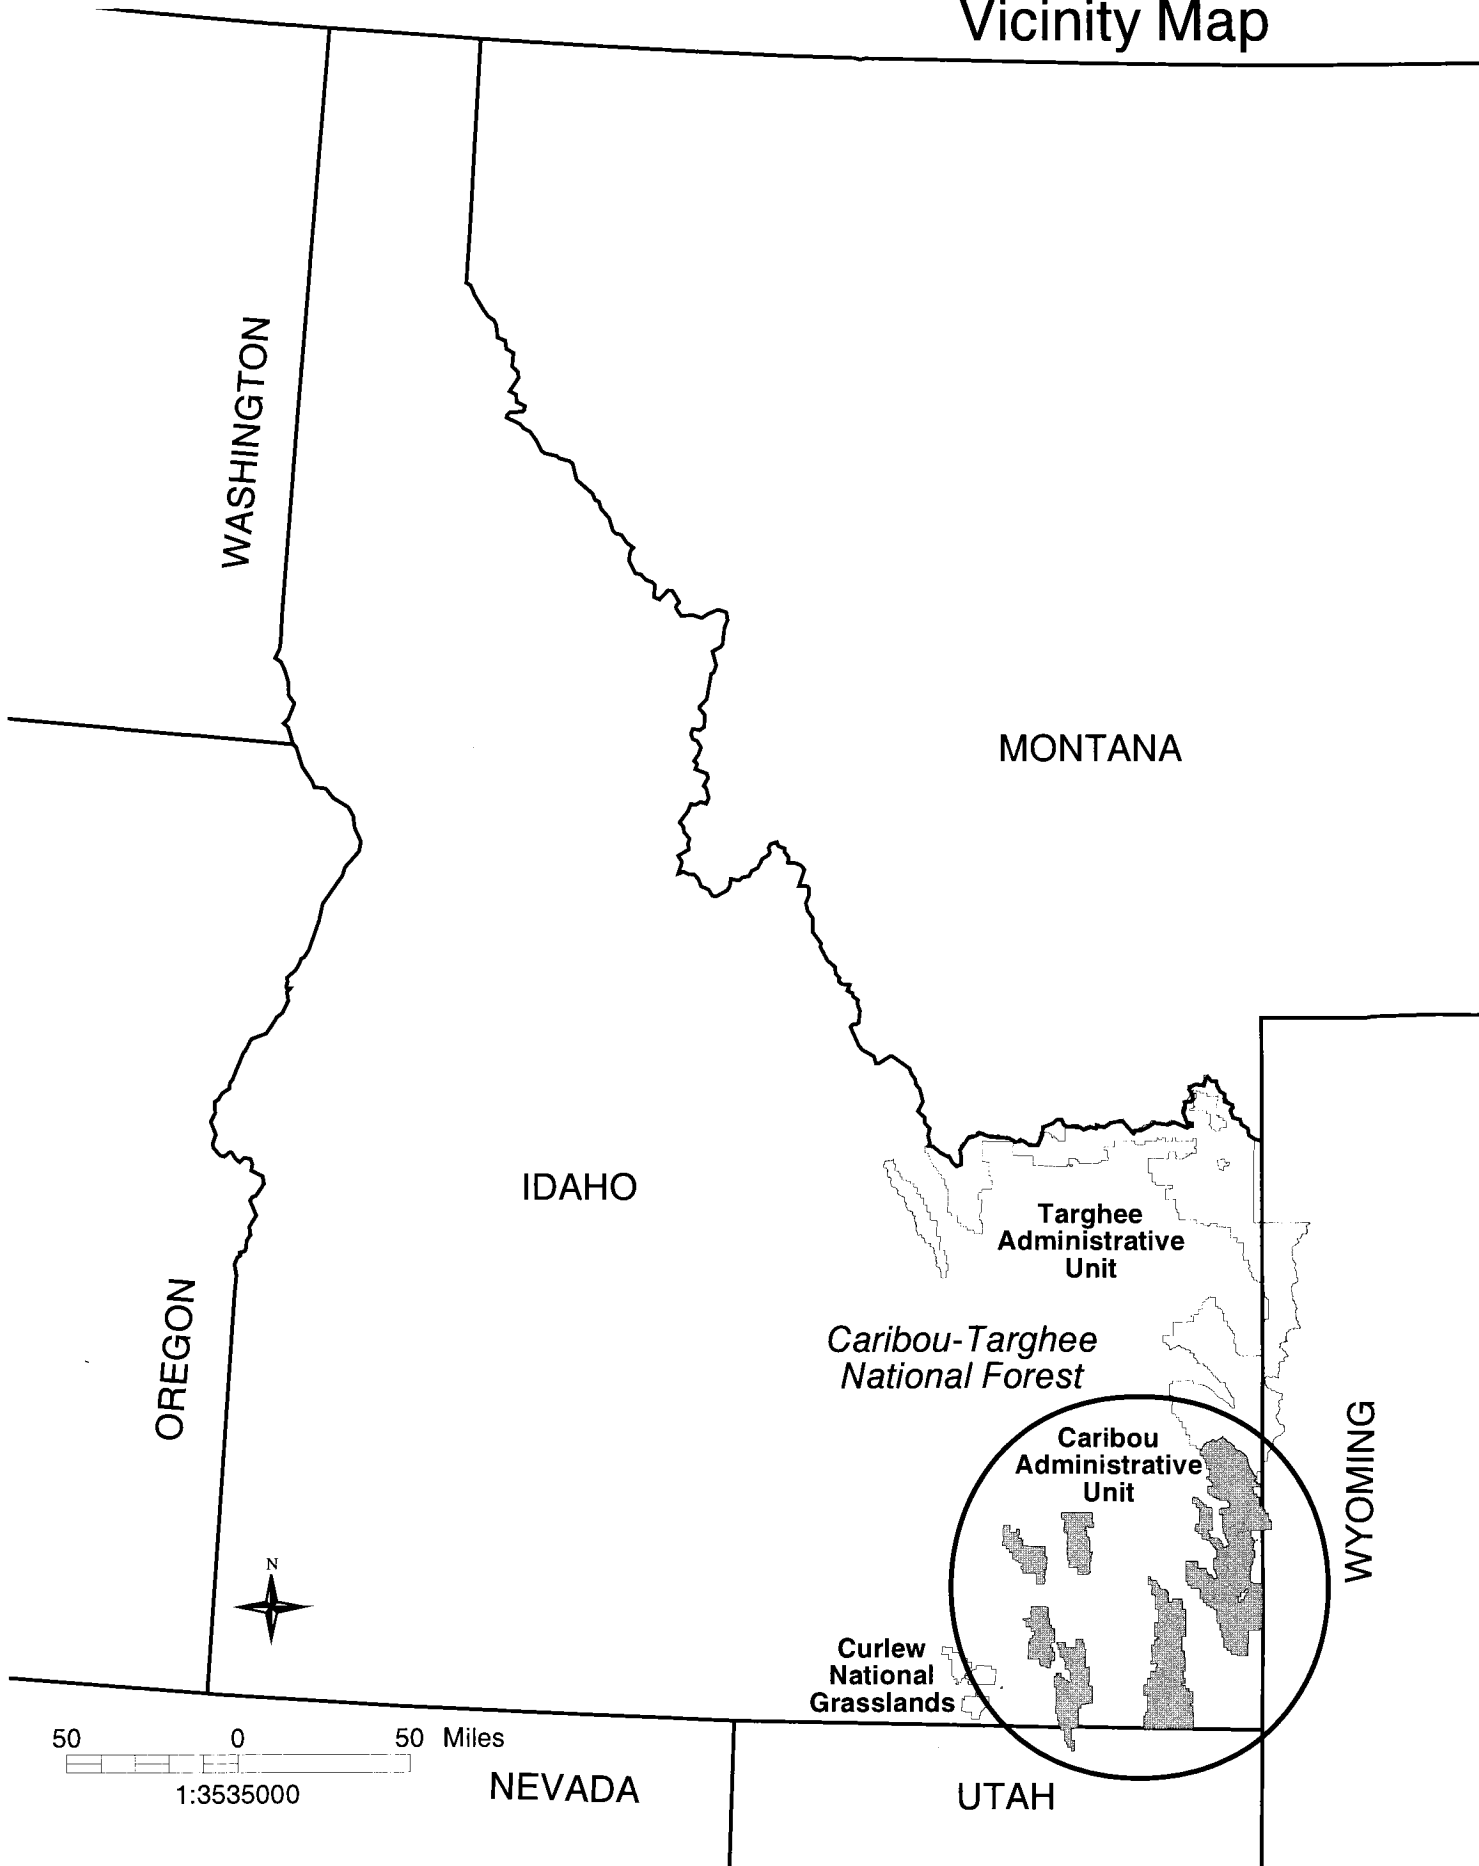 Vicinity Map
WASHINGTON
MONTANA
IDAHO
Targhee
Administrative
Unit
OREGON
Caribou-Targhee
National Forest
WYOMING
Caribou
Administrative
Unit
N
Curlew
National
Grasslands
50 0 50 Miles
1:3535000
NEVADA
UTAH